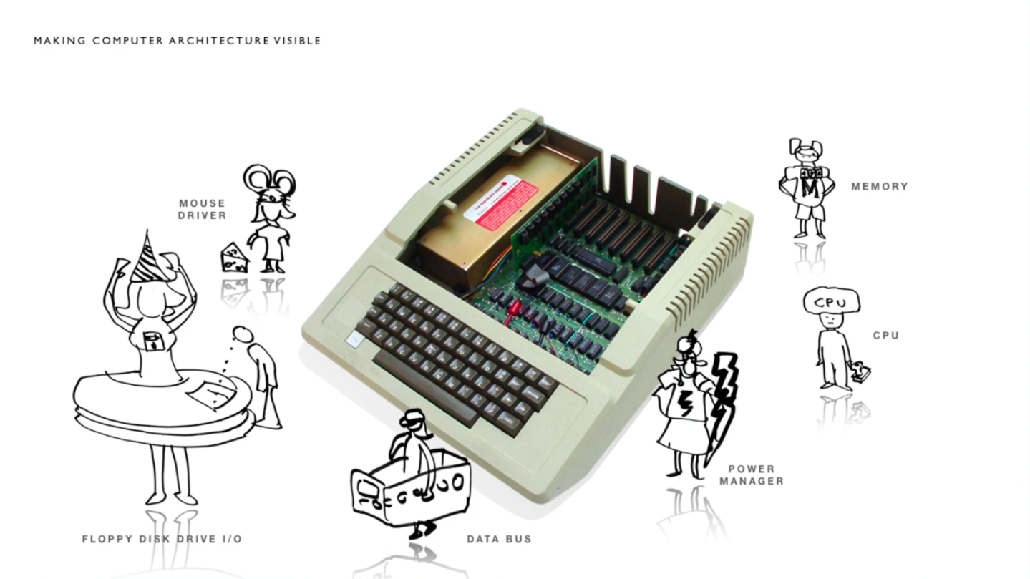 MAKING COMPUTER ARCHITECTURE VISIBLE
MOUSE
DRIVER
MEMORY
M
CPU
CPU
POWER
MANAGER
FLOPPY DISK DRIVE I/O
DATA BUS